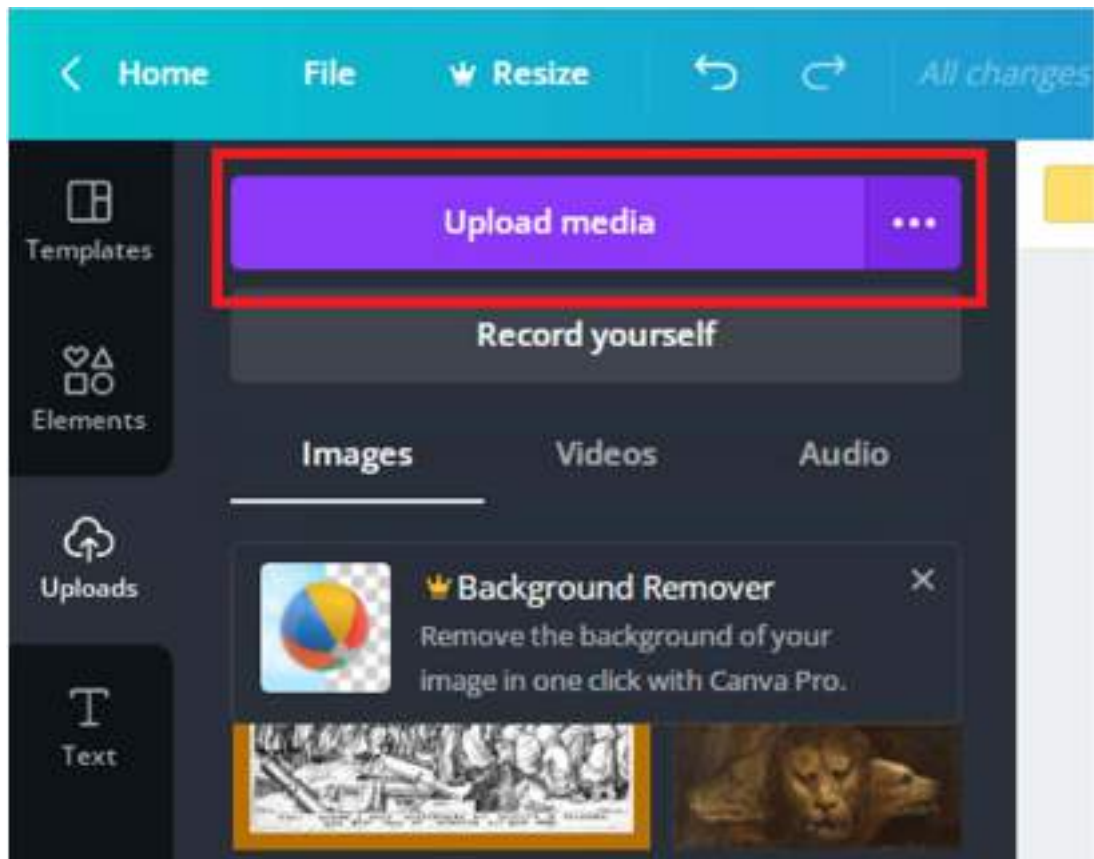 Home File Resize All changes
Upload media
Templates
Record yourself
Elements
Images Videos Audio
Background Remover
Uploads
Remove the background of your
image in one click with Canva Pro.
Text